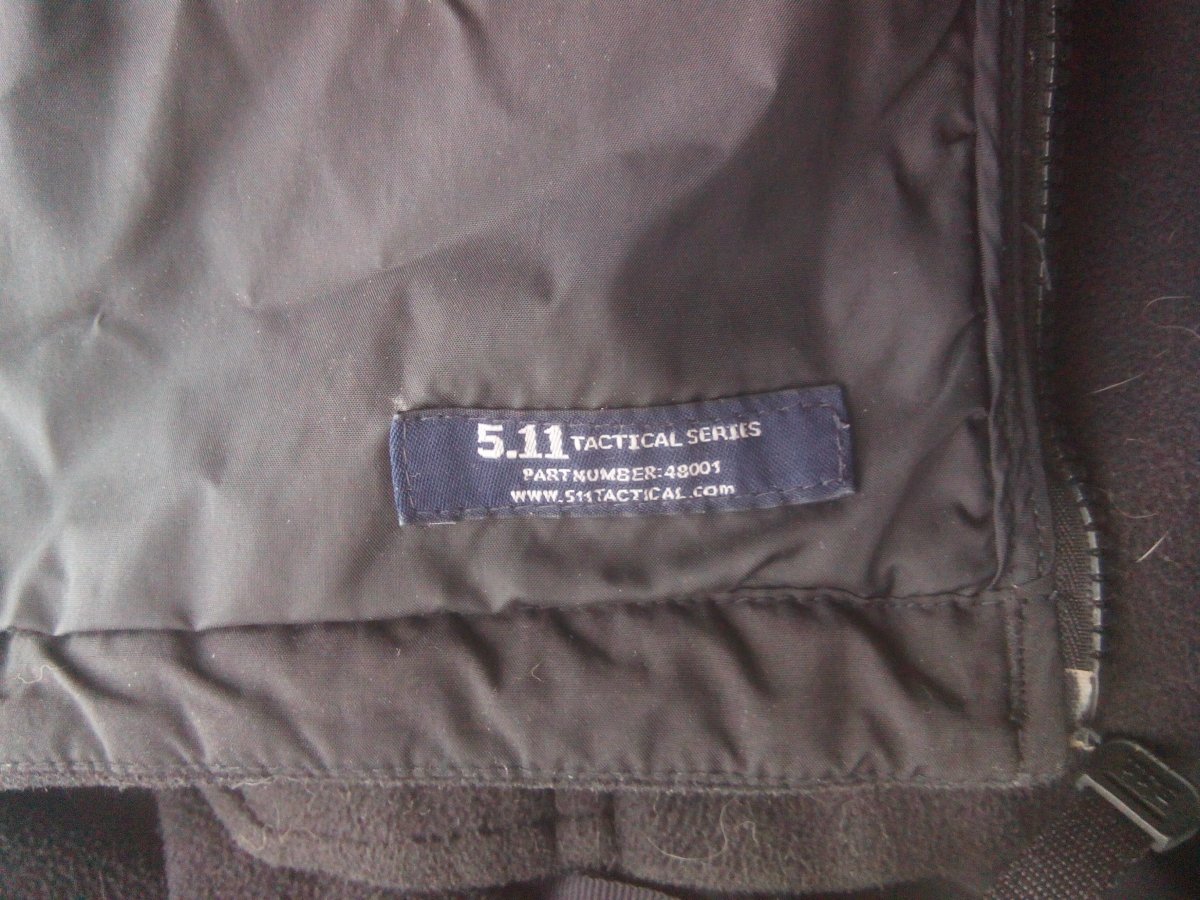 5.11 TACTICAL SERIES
PART NUMBER: 48001
WWW.511TACTICAL.com